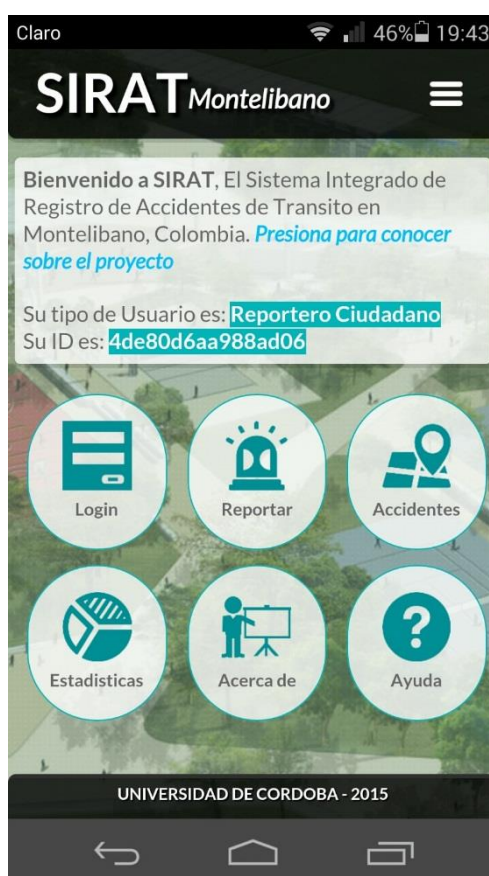 Claro 46% 19:43
SIRAT Montelibano
Bienvenido a SIRAT, El Sistema Integrado de
Registro de Accidentes de Transito en
Montelibano, Colombia. Presiona para conocer
sobre el proyecto
Su tipo de Usuario es: Reportero Ciudadano
Su ID es: 4de80d6aa988ad06
Login Reportar Accidentes
Estadisticas Acerca de Ayuda
UNIVERSIDAD DE CORDOBA - 2015